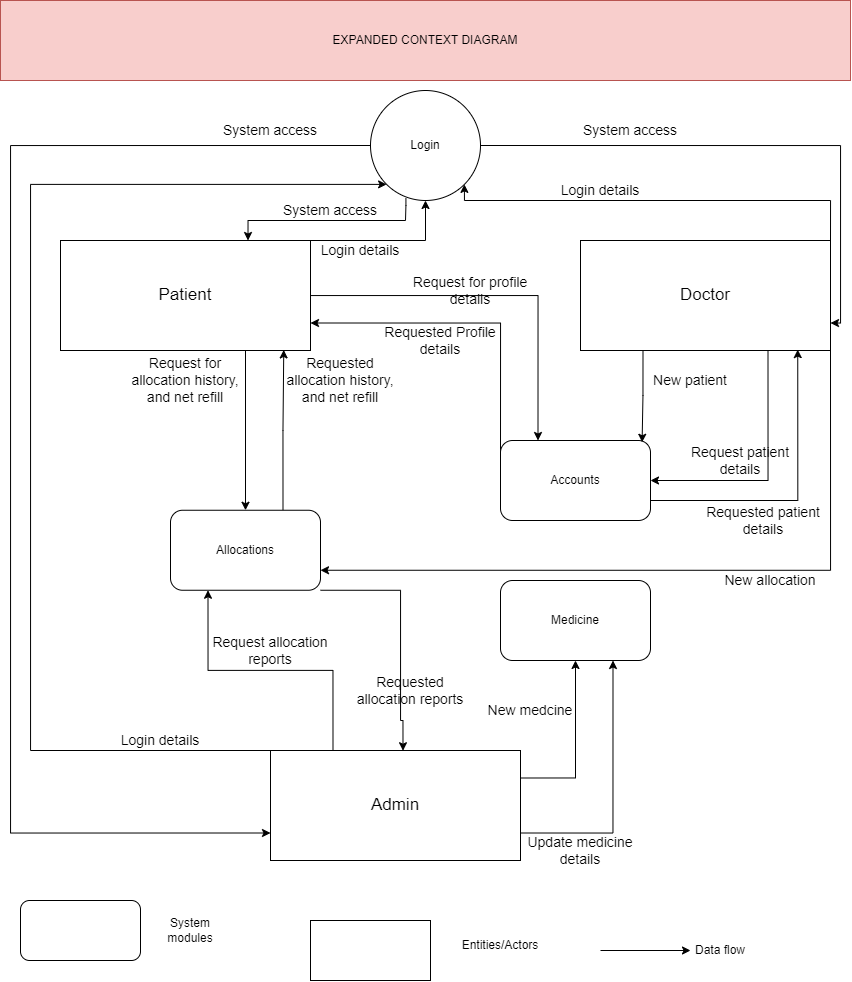 EXPANDED CONTEXT DIAGRAM
System access
Login
System access
Login details
System access
Login details
Patient
Doctor
Request for profile
details
Requested Profile
details
Request for
allocation history,
and net refill
Requested
allocation history,
and net refill
New patient
Request patient
details
Accounts
Requested patient
details
Allocations
New allocation
Medicine
Request allocation
reports
Requested
allocation reports
New medcine
Login details
Admin
Update medicine
details
System
modules
Entities/Actors
Data flow